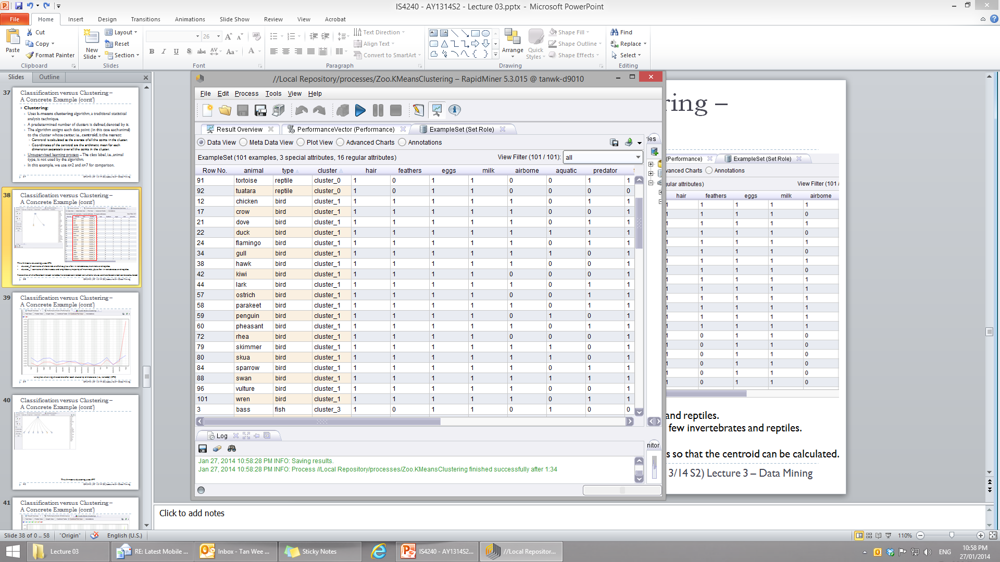 IS4240 - AY1314S2 - Lecture 03.pptx - Microsoft PowerPoint
File Home Insert Design Transitions Animations Slide Show Review View Acrobat
Paste Cut Copy Format Painter Clipboard
New Slide Layout Reset Section Slides
26 Font
Text Direction Align Text Convert to SmartArt Paragraph
Arrange Quick Styles Shape Fill Shape Outline Shape Effects Drawing
Find Replace Select Editing
Slides Outline
37 Classification versus Clustering –
A Concrete Example (cont')
Clustering:
Uses k-means clustering algorithm, a traditional statistical
analysis technique.
A predetermined number of clusters is defined, denoted by k.
The algorithm assigns each data point (in this case each animal)
to the cluster whose center, i.e., centroid, is the nearest:
Centroid is calculated as the average of all the points in the cluster.
Coordinates of the centroid are the arithmetic mean for each
dimension separately over all the points in the cluster.
Unsupervised learning process – The class label, i.e., animal
type, is not used by the algorithm.
In this example, we use k=2 and k=7 for comparison.
38 Classification versus Clustering –
A Concrete Example (cont')
39 Classification versus Clustering –
A Concrete Example (cont')
40 Classification versus Clustering –
A Concrete Example (cont')
41 Classification versus Clustering –
A Concrete Example (cont')
//Local Repository/processes/Zoo.KMeansClustering – RapidMiner 5.3.015 @ tanwk-d9010
File Edit Process Tools View Help
Result Overview PerformanceVector (Performance) ExampleSet (Set Role)
Data View Meta Data View Plot View Advanced Charts Annotations
ExampleSet (101 examples, 3 special attributes, 16 regular attributes) View Filter (101 / 101): all
Row No. animal type cluster hair feathers eggs milk airborne aquatic predator
91 tortoise reptile cluster_0 1 0 1 1 0 0 1 1
92 tuatara reptile cluster_0 1 0 1 1 0 0 0 0
12 chicken bird cluster_1 1 1 1 1 1 0 1 1
17 crow bird cluster_1 1 1 1 1 1 0 0 1
21 dove bird cluster_1 1 1 1 1 1 0 1 1
22 duck bird cluster_1 1 1 1 1 1 1 1 1
24 flamingo bird cluster_1 1 1 1 1 1 0 1 1
34 gull bird cluster_1 1 1 1 1 1 1 0 1
38 hawk bird cluster_1 1 1 1 1 1 0 0 1
42 kiwi bird cluster_1 1 1 1 1 0 0 0 1
44 lark bird cluster_1 1 1 1 1 1 0 1 1
57 ostrich bird cluster_1 1 1 1 1 0 0 1 1
58 parakeet bird cluster_1 1 1 1 1 1 0 1 1
59 penguin bird cluster_1 1 1 1 1 0 1 0 1
60 pheasant bird cluster_1 1 1 1 1 1 0 1 1
72 rhea bird cluster_1 1 1 1 1 0 0 0 1
79 skimmer bird cluster_1 1 1 1 1 1 1 0 1
80 skua bird cluster_1 1 1 1 1 1 1 0 1
84 sparrow bird cluster_1 1 1 1 1 1 0 1 1
88 swan bird cluster_1 1 1 1 1 1 1 1 1
96 vulture bird cluster_1 1 1 1 1 1 0 0 1
101 wren bird cluster_1 1 1 1 1 1 0 1 1
3 bass fish cluster_3 1 0 1 1 0 1 0 0
Log
Jan 27, 2014 10:58:28 PM INFO: Saving results.
Jan 27, 2014 10:58:28 PM INFO: Process //Local Repository/processes/Zoo.KMeansClustering finished successfully after 1:34
ries
nitor
ring –
(Performance) ExampleSet (Set Role)
vanced Charts Annotations
gular attributes) View Filter (101 /
hair feathers eggs milk airborne
1 1 1 1 1
1 1 1 1 0
1 1 1 1 1
1 1 1 1 0
1 1 1 1 1
1 1 1 1 0
1 1 1 1 1
1 1 1 1 0
1 1 1 1 1
1 1 1 1 1
1 1 1 1 1
1 1 1 1 1
1 1 1 1 0
1 1 1 1 1
1 0 1 1 0
1 0 1 1 0
1 0 1 1 0
1 0 1 1 0
1 0 1 1 0
1 0 1 1 0
and reptiles.
few invertebrates and reptiles.
s so that the centroid can be calculated.
3/14 S2) Lecture 3 – Data Mining
Click to add notes
Slide 38 of 0 .. 58 "Origin" English (U.S.) 110%
Lecture 03 RE: Latest Mobile ... Inbox - Tan Wee ... Sticky Notes IS4240 - AY1314S2... //Local Repositor... ENG 10:58 PM
27/01/2014